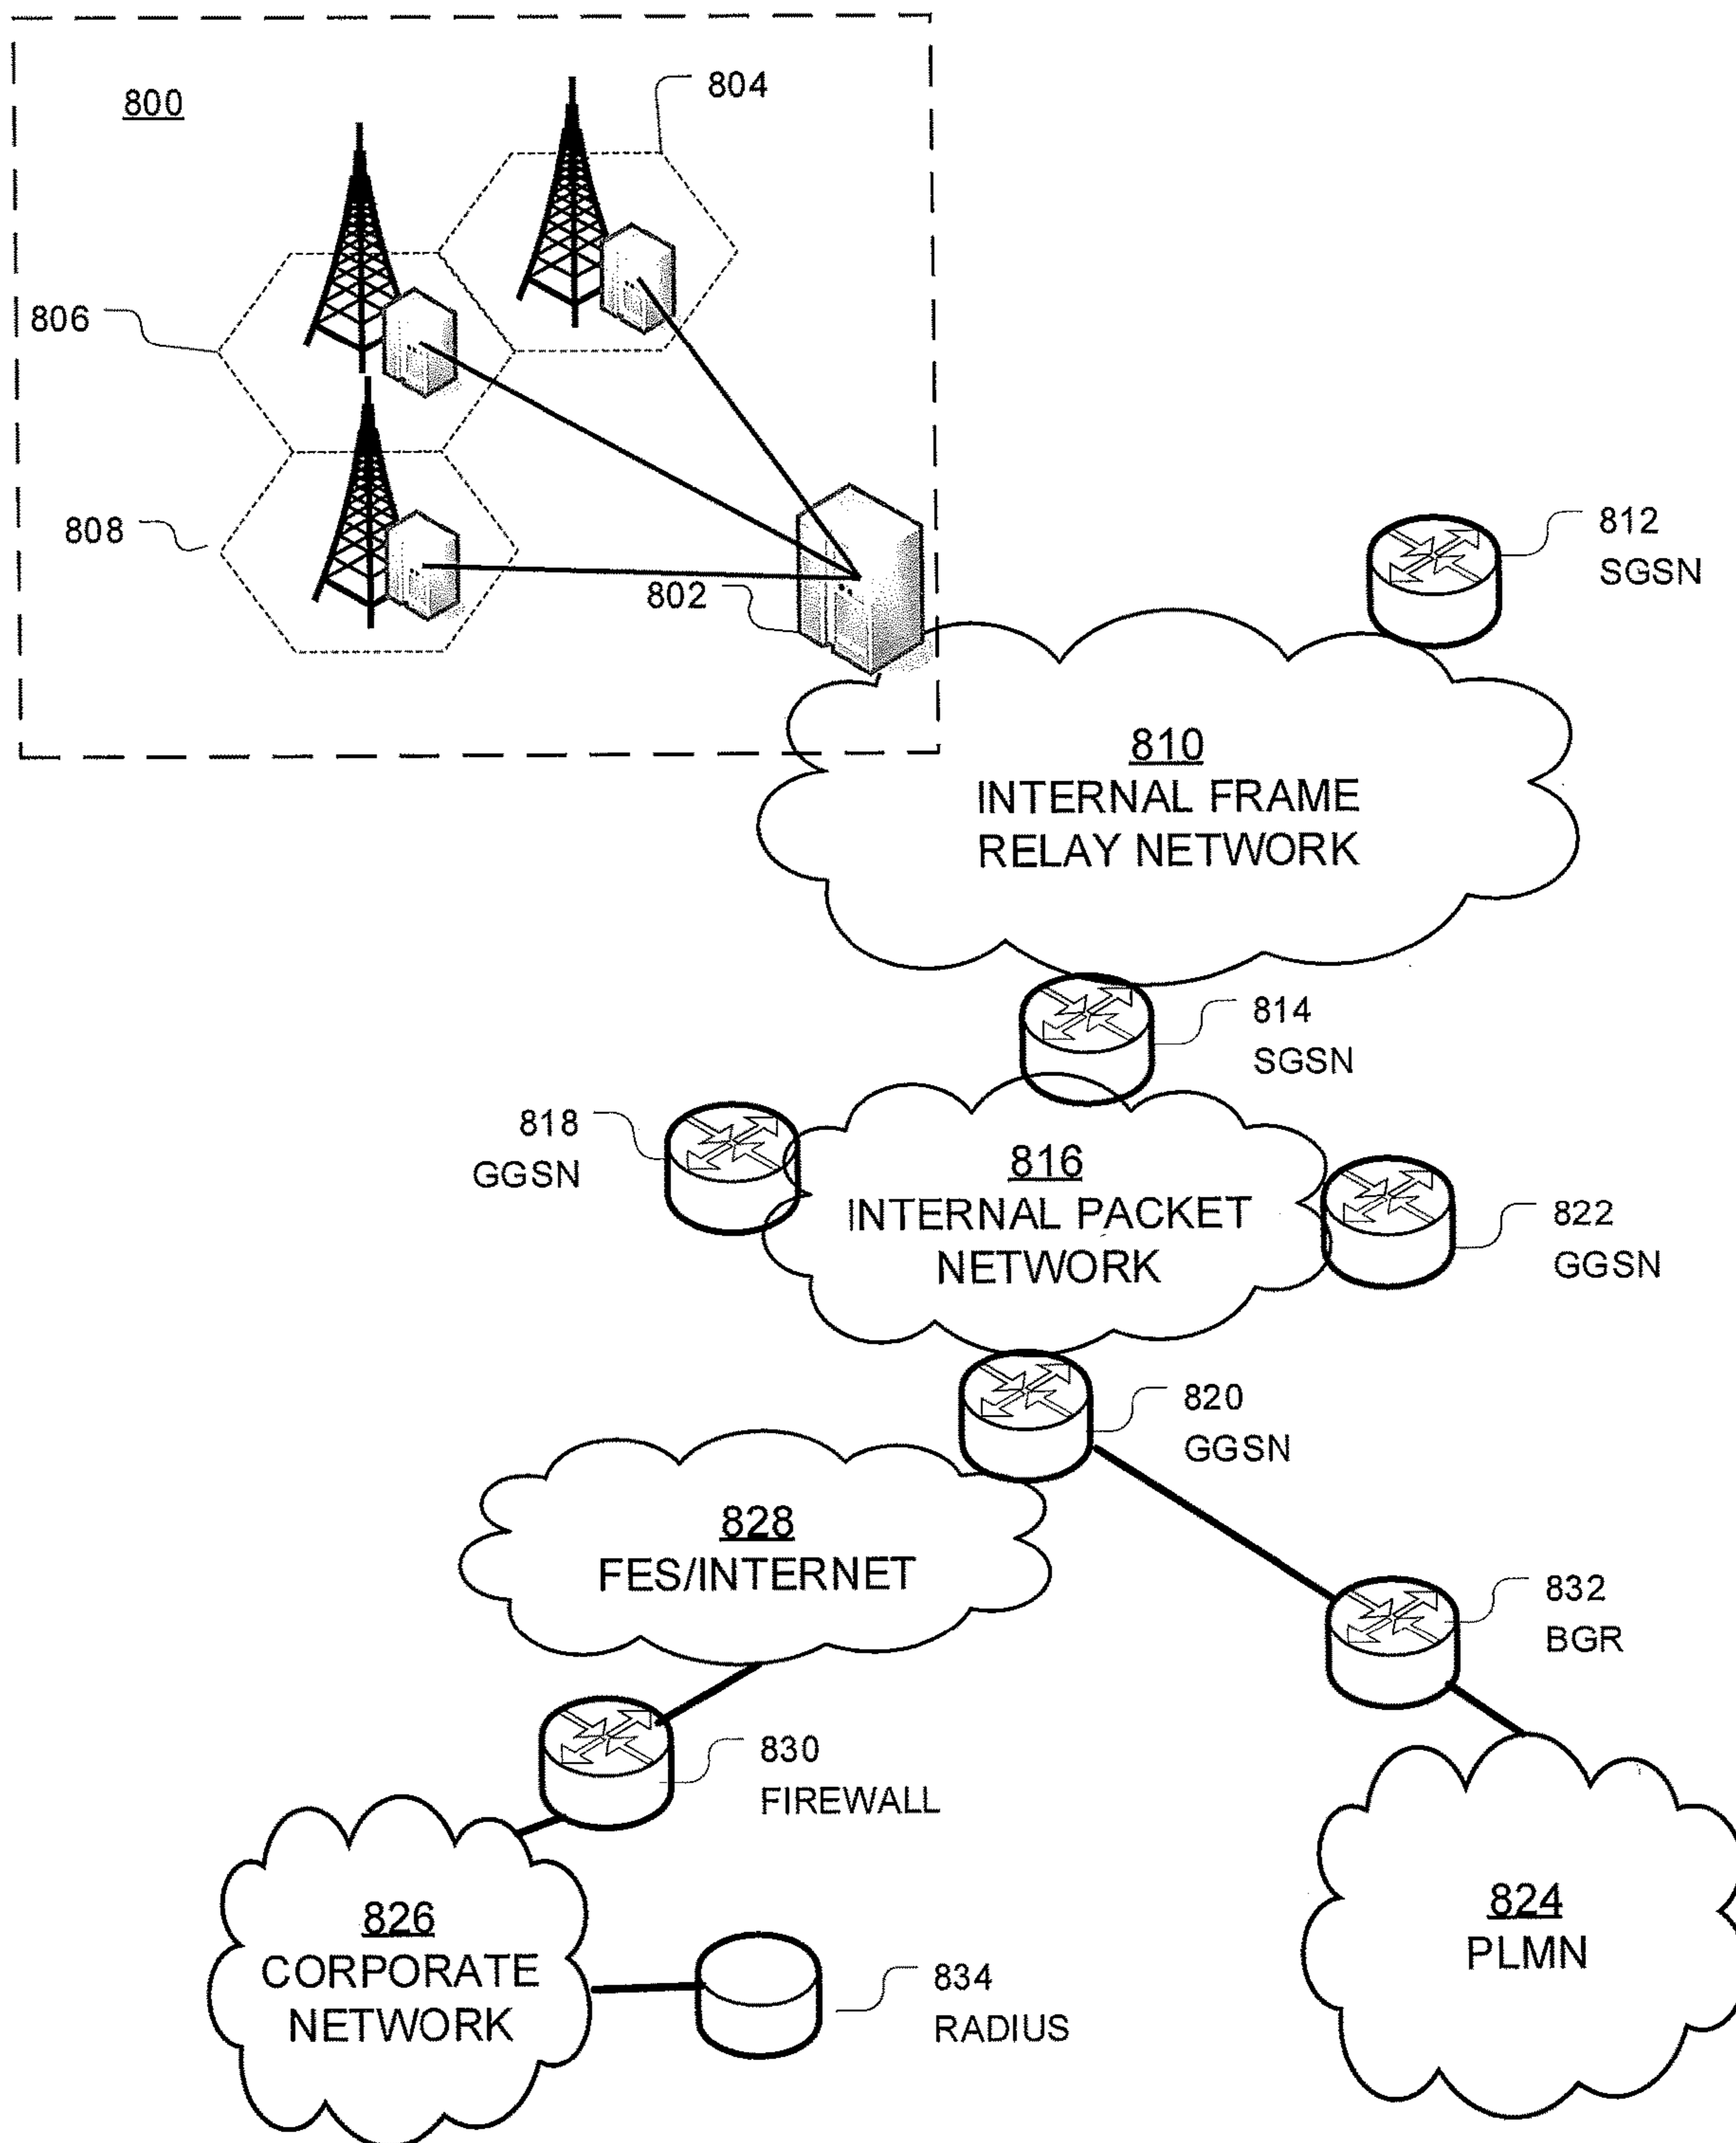 800
804
806
808
802
812
SGSN
810
INTERNAL FRAME
RELAY NETWORK
814
SGSN
818
GGSN
816
INTERNAL PACKET
NETWORK
822
GGSN
820
GGSN
828
FES/INTERNET
832
BGR
830
FIREWALL
826
CORPORATE
NETWORK
824
PLMN
834
RADIUS